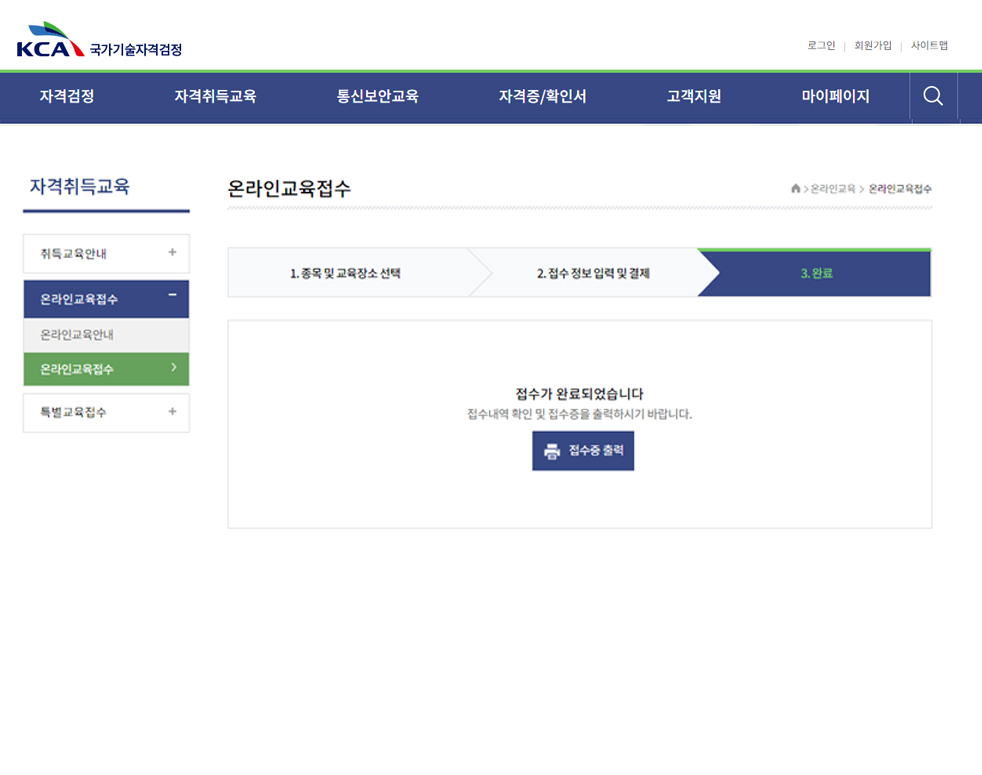 KCA 국가기술자격검정
로그인 | 회원가입 | 사이트맵
자격검정 자격취득교육 통신보안교육 자격증/확인서 고객지원 마이페이지
자격취득교육
취득교육안내 +
온라인교육접수 −
온라인교육안내
온라인교육접수 >
특별교육접수 +
온라인교육접수
> 온라인교육 > 온라인교육접수
1. 종목 및 교육장소 선택
2. 접수 정보 입력 및 결제
3. 완료
접수가 완료되었습니다
접수내역 확인 및 접수증을 출력하시기 바랍니다.
접수증 출력